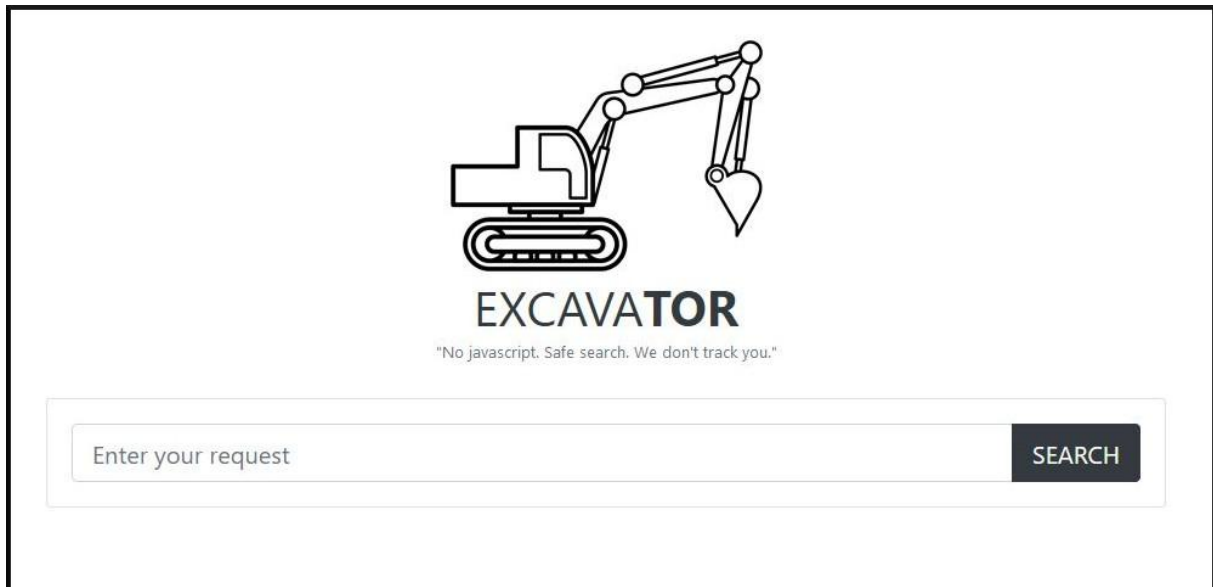 EXCAVATOR
"No javascript. Safe search. We don't track you."
Enter your request
SEARCH